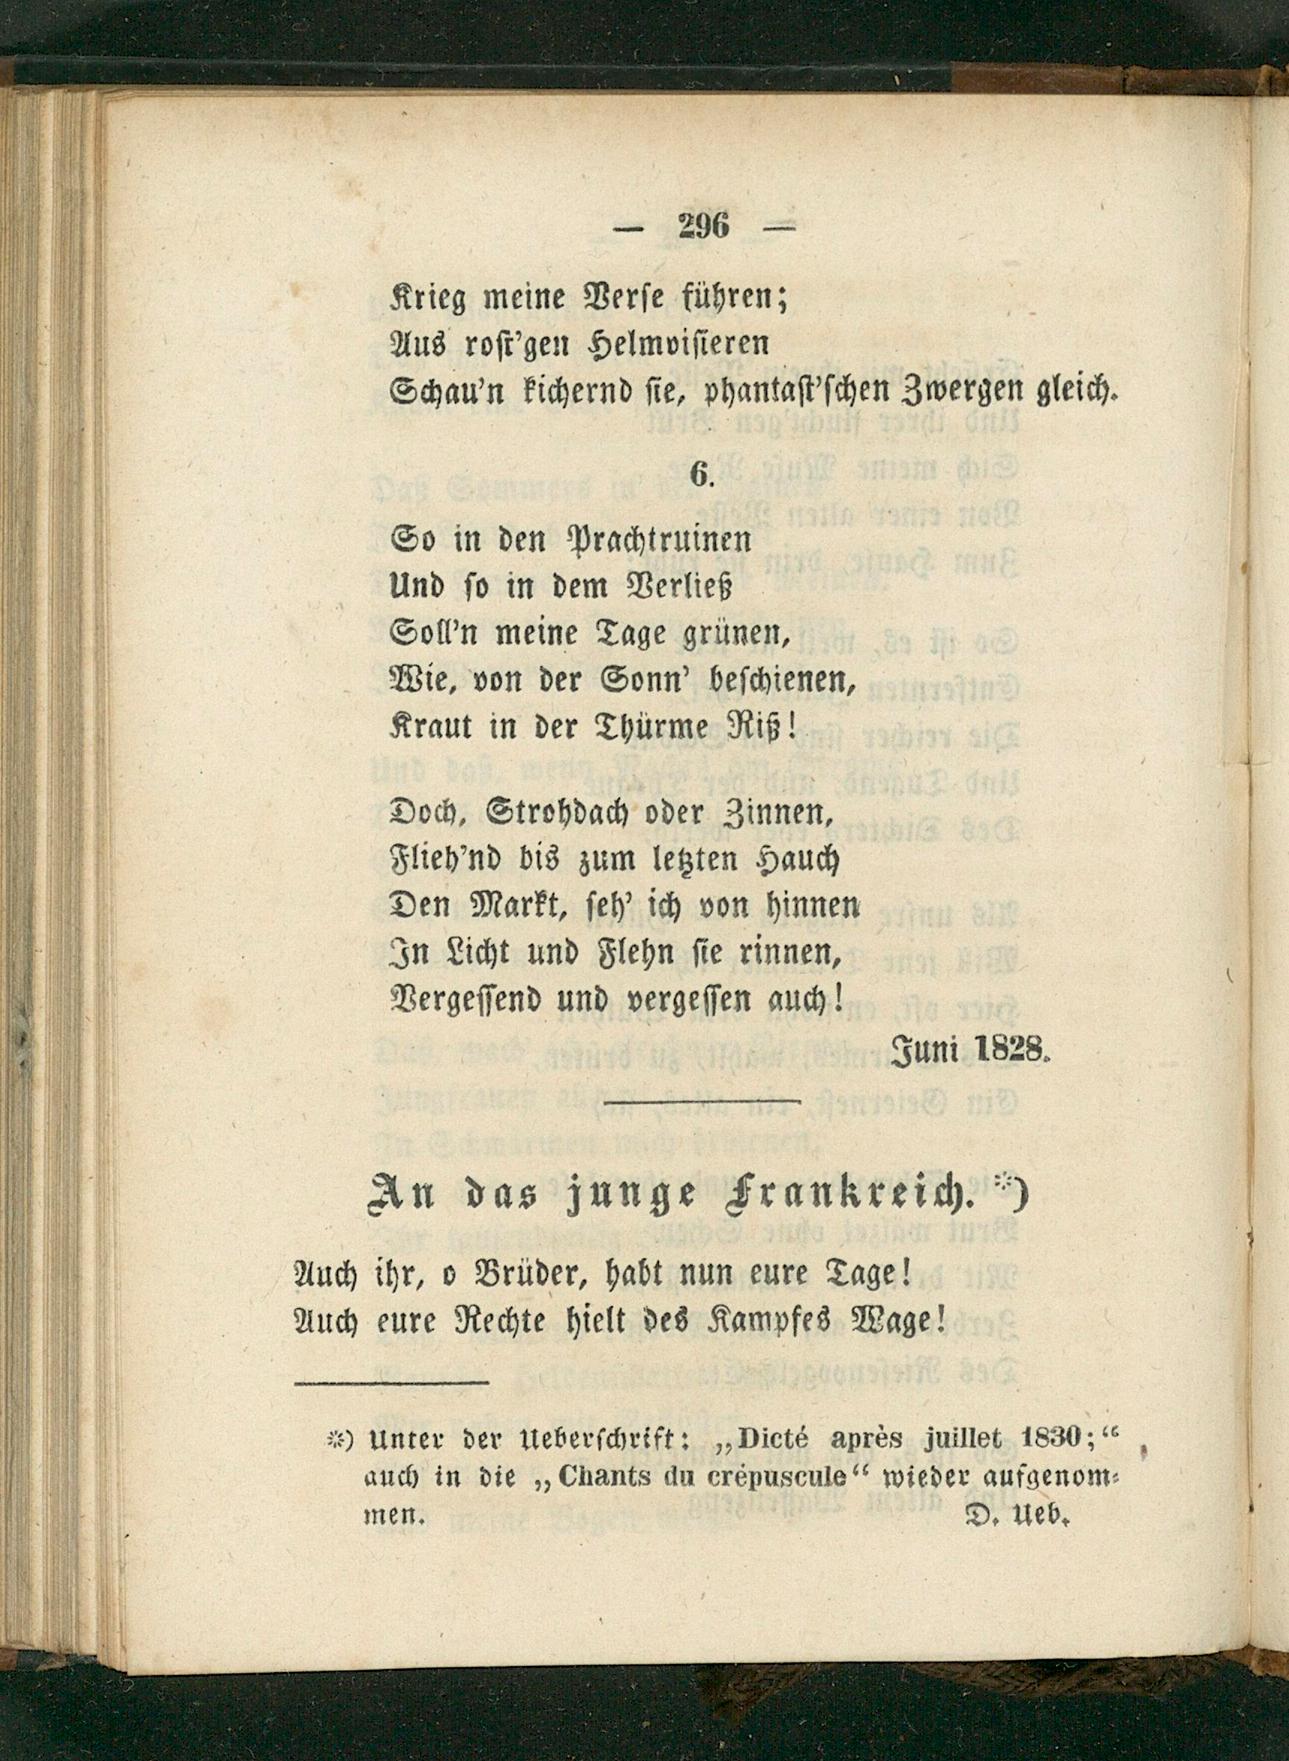 — 296 —
Krieg meine Verse führen;
Aus rost'gen Helmvisieren
Schau'n kichernd sie, phantast'schen Zwergen gleich.
6.
So in den Prachtruinen
Und so in dem Verließ
Soll'n meine Tage grünen,
Wie, von der Sonn' beschienen,
Kraut in der Thürme Riß!
Doch, Strohdach oder Zinnen,
Flieh'nd bis zum letzten Hauch
Den Markt, seh' ich von hinnen
In Licht und Flehn sie rinnen,
Vergessend und vergessen auch!
Juni 1828.
An das junge Frankreich. *)
Auch ihr, o Brüder, habt nun eure Tage!
Auch eure Rechte hielt des Kampfes Wage!
*) Unter der Ueberschrift: „Dicté après juillet 1830;“
auch in die „Chants du crépuscule“ wieder aufgenom-
men. D. Ueb.